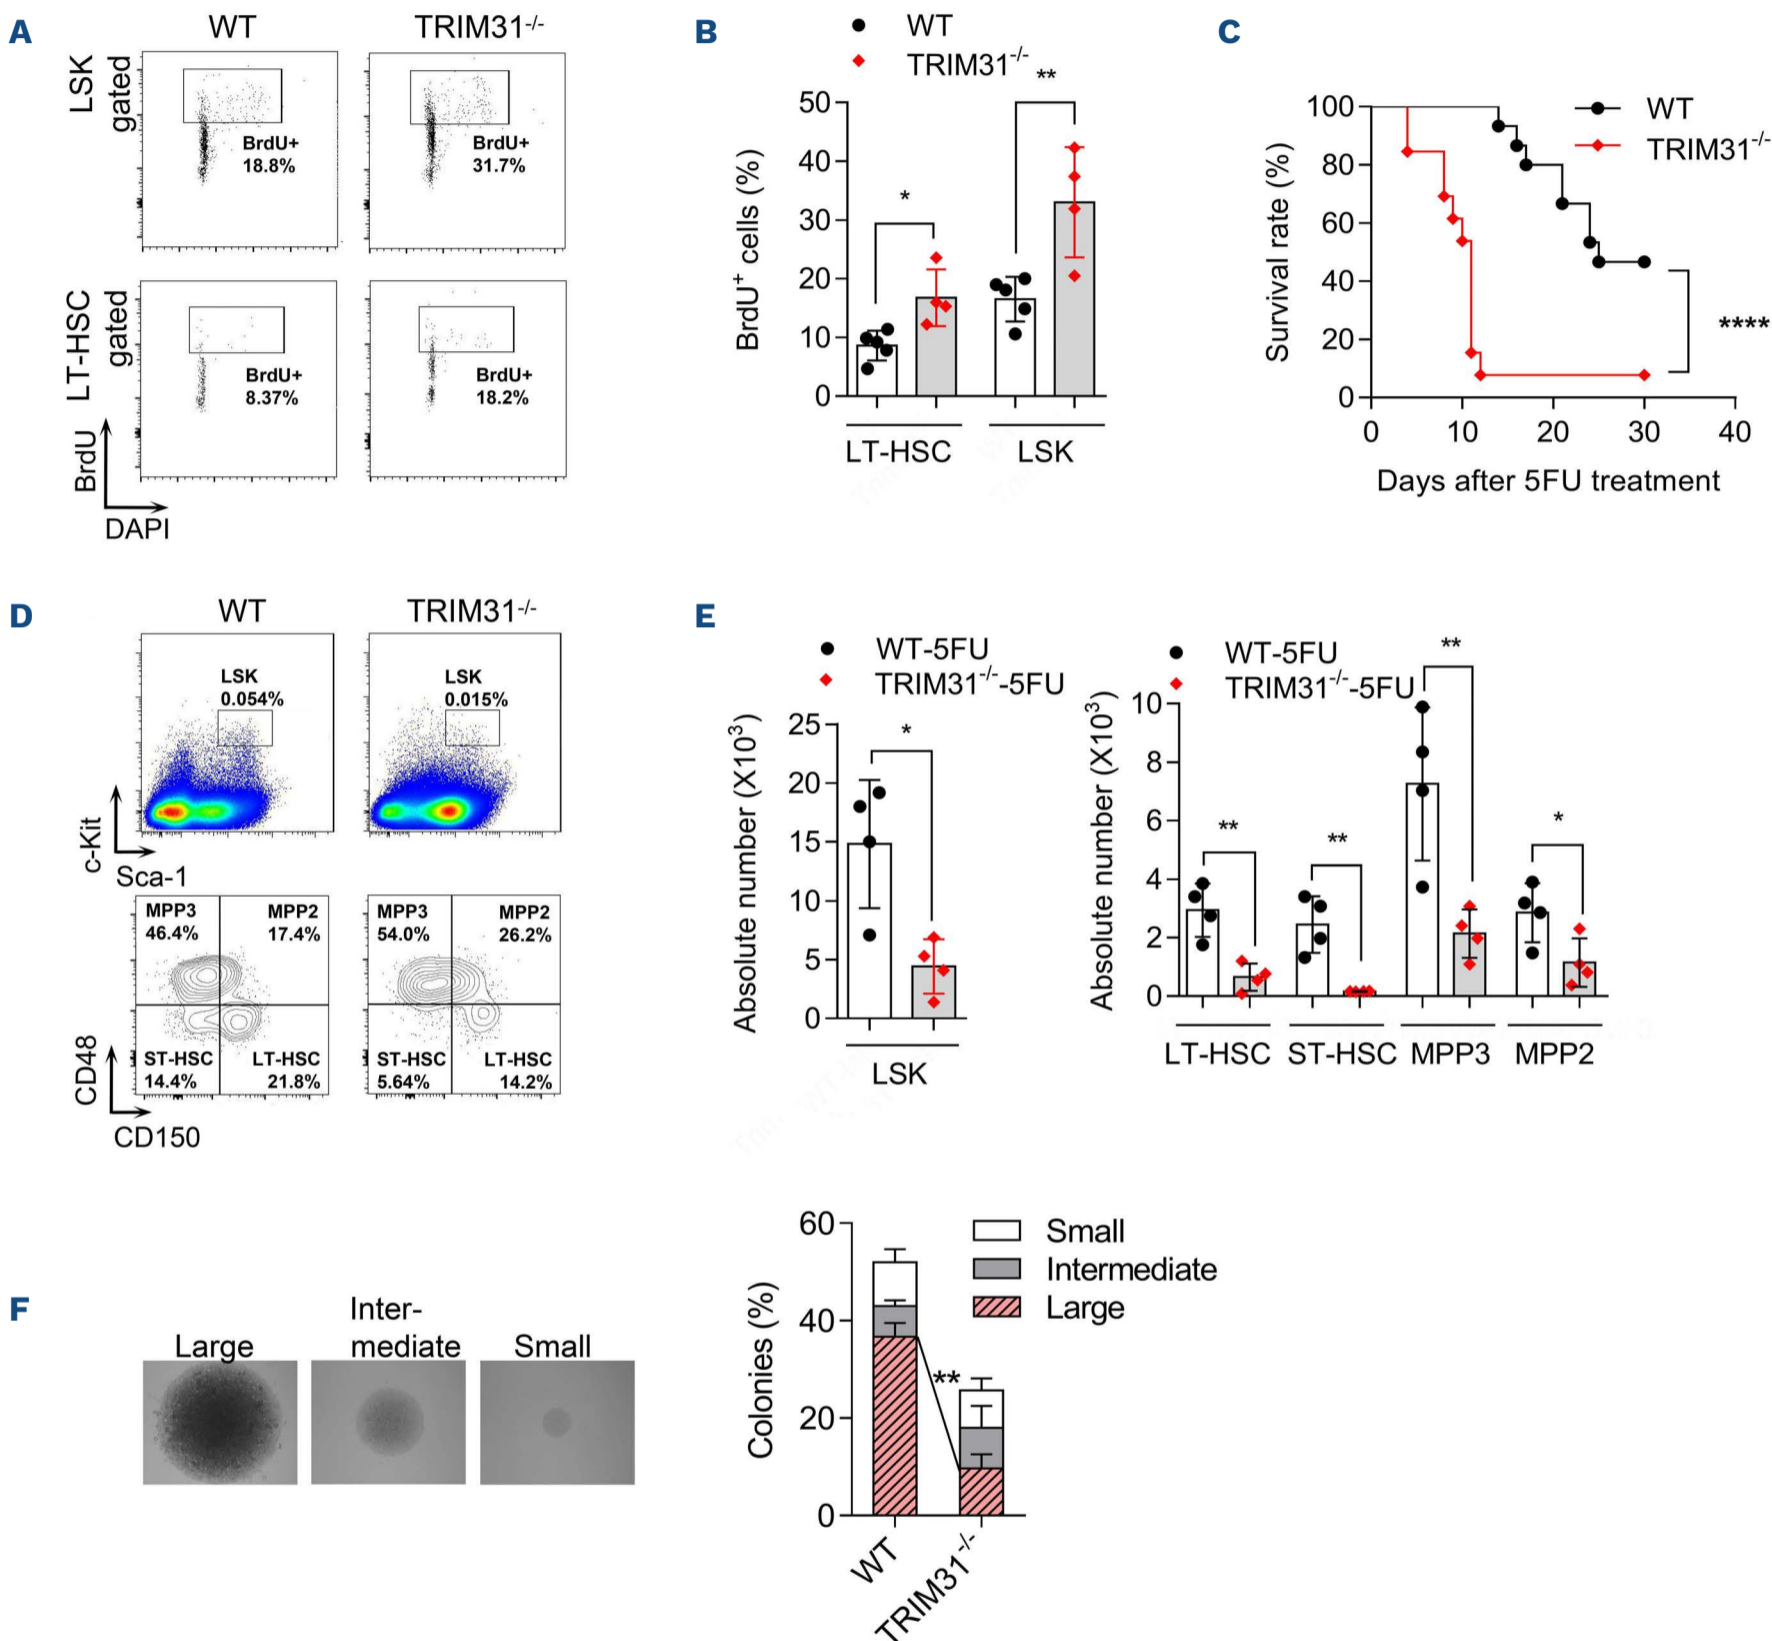 A
WT
TRIM31-/-
LSK
gated
BrdU+
18.8%
BrdU+
31.7%
LT-HSC
gated
BrdU+
8.37%
BrdU+
18.2%
BrdU
DAPI
B
WT
TRIM31-/-
BrdU+ cells (%)
50
40
30
20
10
0
*
**
LT-HSC
LSK
C
Survival rate (%)
100
80
60
40
20
0
WT
TRIM31-/-
****
0
10
20
30
40
Days after 5FU treatment
D
WT
TRIM31-/-
LSK
0.054%
LSK
0.015%
c-Kit
Sca-1
MPP3
46.4%
MPP2
17.4%
ST-HSC
14.4%
LT-HSC
21.8%
MPP3
54.0%
MPP2
26.2%
ST-HSC
5.64%
LT-HSC
14.2%
CD48
CD150
E
WT-5FU
TRIM31-/--5FU
Absolute number (X10³)
25
20
15
10
5
0
*
LSK
WT-5FU
TRIM31-/--5FU
Absolute number (X10³)
10
8
6
4
2
0
**
**
**
*
LT-HSC
ST-HSC
MPP3
MPP2
F
Large
Inter-
mediate
Small
Colonies (%)
60
40
20
0
Small
Intermediate
Large
**
WT
TRIM31-/-